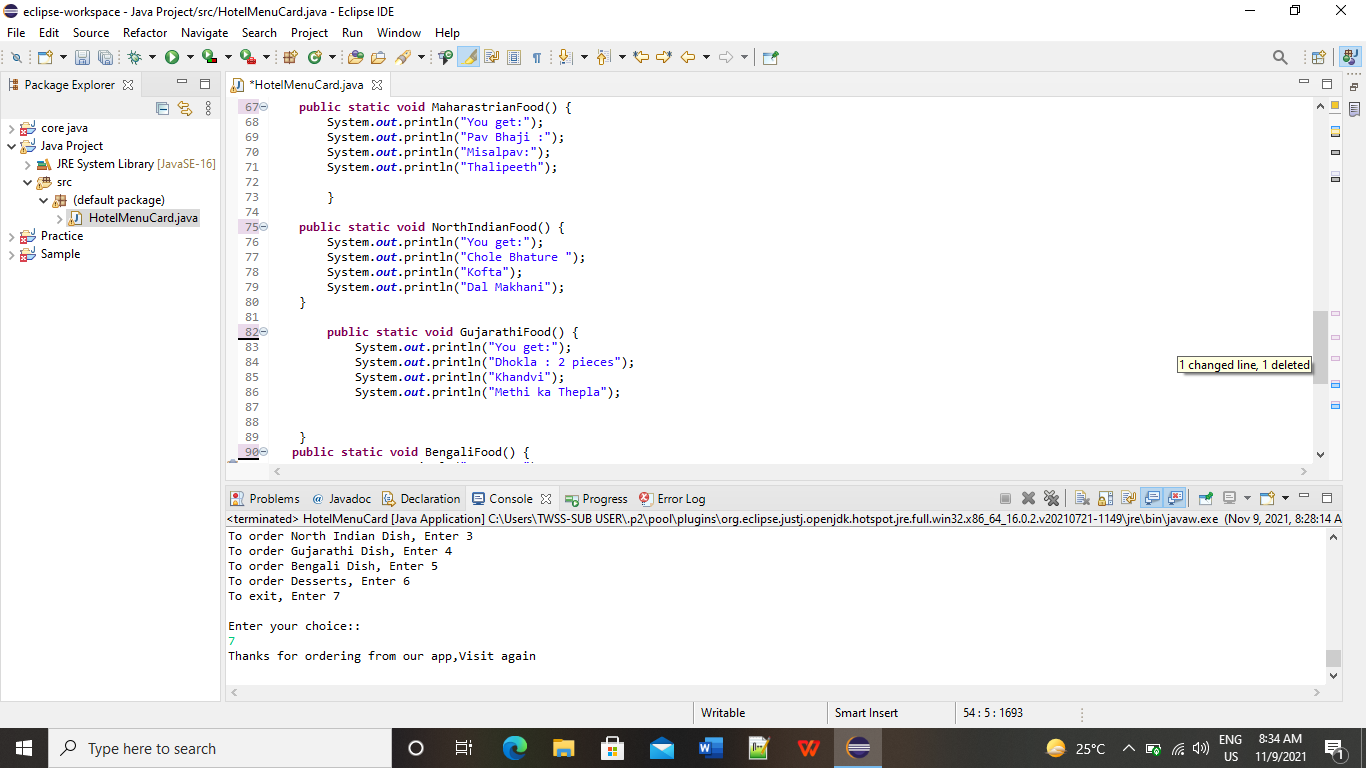 eclipse-workspace - Java Project/src/HotelMenuCard.java - Eclipse IDE
File Edit Source Refactor Navigate Search Project Run Window Help
Package Explorer
*HotelMenuCard.java
core java
Java Project
JRE System Library [JavaSE-16]
src
(default package)
HotelMenuCard.java
Practice
Sample
67 public static void MaharastrianFood() {
68 System.out.println("You get:");
69 System.out.println("Pav Bhaji :");
70 System.out.println("Misalpav:");
71 System.out.println("Thalipeeth");
72
73 }
74
75 public static void NorthIndianFood() {
76 System.out.println("You get:");
77 System.out.println("Chole Bhature ");
78 System.out.println("Kofta");
79 System.out.println("Dal Makhani");
80 }
81
82 public static void GujarathiFood() {
83 System.out.println("You get:");
84 System.out.println("Dhokla : 2 pieces");
85 System.out.println("Khandvi");
86 System.out.println("Methi ka Thepla");
87
88
89 }
90 public static void BengaliFood() {
1 changed line, 1 deleted
Problems @ Javadoc Declaration Console Progress Error Log
<terminated> HotelMenuCard [Java Application] C:\Users\TWSS-SUB USER\.p2\pool\plugins\org.eclipse.justj.openjdk.hotspot.jre.full.win32.x86_64_16.0.2.v20210721-1149\jre\bin\javaw.exe (Nov 9, 2021, 8:28:14 A
To order North Indian Dish, Enter 3
To order Gujarathi Dish, Enter 4
To order Bengali Dish, Enter 5
To order Desserts, Enter 6
To exit, Enter 7
Enter your choice::
7
Thanks for ordering from our app,Visit again
Writable Smart Insert 54 : 5 : 1693
Type here to search
25°C
ENG
US
8:34 AM
11/9/2021
1